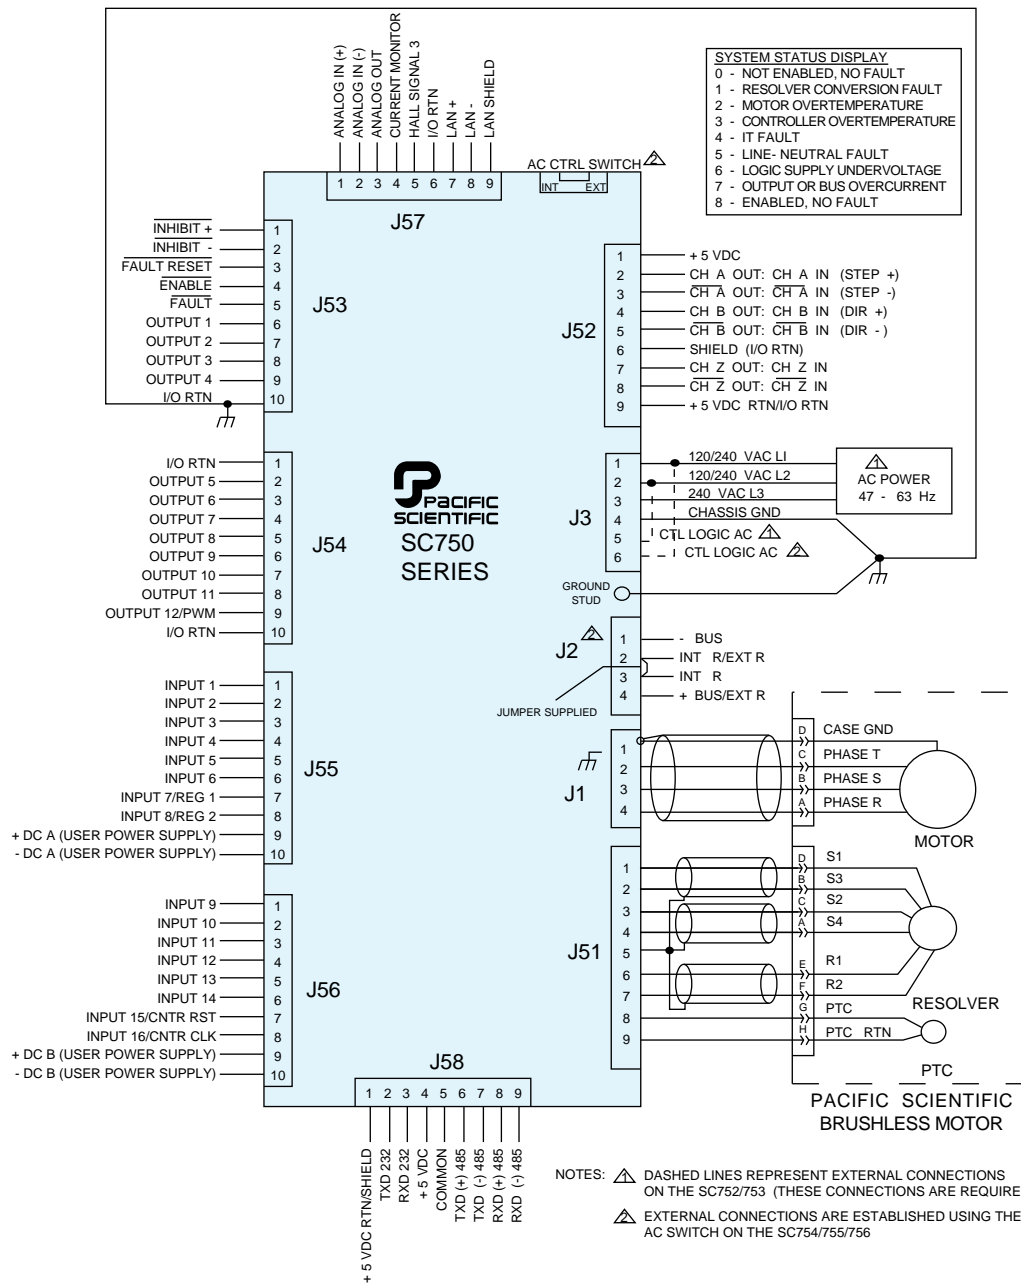 ANALOG IN (+)
ANALOG IN (-)
ANALOG OUT
CURRENT MONITOR
HALL SIGNAL 3
I/O RTN
LAN +
LAN -
LAN SHIELD
1 2 3 4 5 6 7 8 9
J57
AC CTRL SWITCH 2
INT EXT
SYSTEM STATUS DISPLAY
0 - NOT ENABLED, NO FAULT
1 - RESOLVER CONVERSION FAULT
2 - MOTOR OVERTEMPERATURE
3 - CONTROLLER OVERTEMPERATURE
4 - IT FAULT
5 - LINE- NEUTRAL FAULT
6 - LOGIC SUPPLY UNDERVOLTAGE
7 - OUTPUT OR BUS OVERCURRENT
8 - ENABLED, NO FAULT
INHIBIT + 1
INHIBIT - 2
FAULT RESET 3
ENABLE 4
FAULT 5
OUTPUT 1 6
OUTPUT 2 7
OUTPUT 3 8
OUTPUT 4 9
I/O RTN 10
J53
J52
1 + 5 VDC
2 CH A OUT: CH A IN (STEP +)
3 CH A OUT: CH A IN (STEP -)
4 CH B OUT: CH B IN (DIR +)
5 CH B OUT: CH B IN (DIR -)
6 SHIELD (I/O RTN)
7 CH Z OUT: CH Z IN
8 CH Z OUT: CH Z IN
9 + 5 VDC RTN/I/O RTN
I/O RTN 1
OUTPUT 5 2
OUTPUT 6 3
OUTPUT 7 4
OUTPUT 8 5
OUTPUT 9 6
OUTPUT 10 7
OUTPUT 11 8
OUTPUT 12/PWM 9
I/O RTN 10
J54
PACIFIC
SCIENTIFIC
SC750
SERIES
J3
1 120/240 VAC L1
2 120/240 VAC L2
3 240 VAC L3
4 CHASSIS GND
5 CTL LOGIC AC 1
6 CTL LOGIC AC 2
1
AC POWER
47 - 63 Hz
GROUND
STUD
J2 2
1 - BUS
2 INT R/EXT R
3 INT R
4 + BUS/EXT R
JUMPER SUPPLIED
INPUT 1 1
INPUT 2 2
INPUT 3 3
INPUT 4 4
INPUT 5 5
INPUT 6 6
INPUT 7/REG 1 7
INPUT 8/REG 2 8
+ DC A (USER POWER SUPPLY) 9
- DC A (USER POWER SUPPLY) 10
J55
J1
1 D CASE GND
2 C PHASE T
3 B PHASE S
4 A PHASE R
MOTOR
INPUT 9 1
INPUT 10 2
INPUT 11 3
INPUT 12 4
INPUT 13 5
INPUT 14 6
INPUT 15/CNTR RST 7
INPUT 16/CNTR CLK 8
+ DC B (USER POWER SUPPLY) 9
- DC B (USER POWER SUPPLY) 10
J56
J51
1 D S1
2 B S3
3 C S2
4 A S4
5
6 E R1
7 F R2
RESOLVER
8 G PTC
9 H PTC RTN
PTC
PACIFIC SCIENTIFIC
BRUSHLESS MOTOR
J58
1 2 3 4 5 6 7 8 9
+ 5 VDC RTN/SHIELD
TXD 232
RXD 232
+ 5 VDC
COMMON
TXD (+) 485
TXD (-) 485
RXD (+) 485
RXD (-) 485
NOTES: 1 DASHED LINES REPRESENT EXTERNAL CONNECTIONS
ON THE SC752/753 (THESE CONNECTIONS ARE REQUIRE
2 EXTERNAL CONNECTIONS ARE ESTABLISHED USING THE
AC SWITCH ON THE SC754/755/756